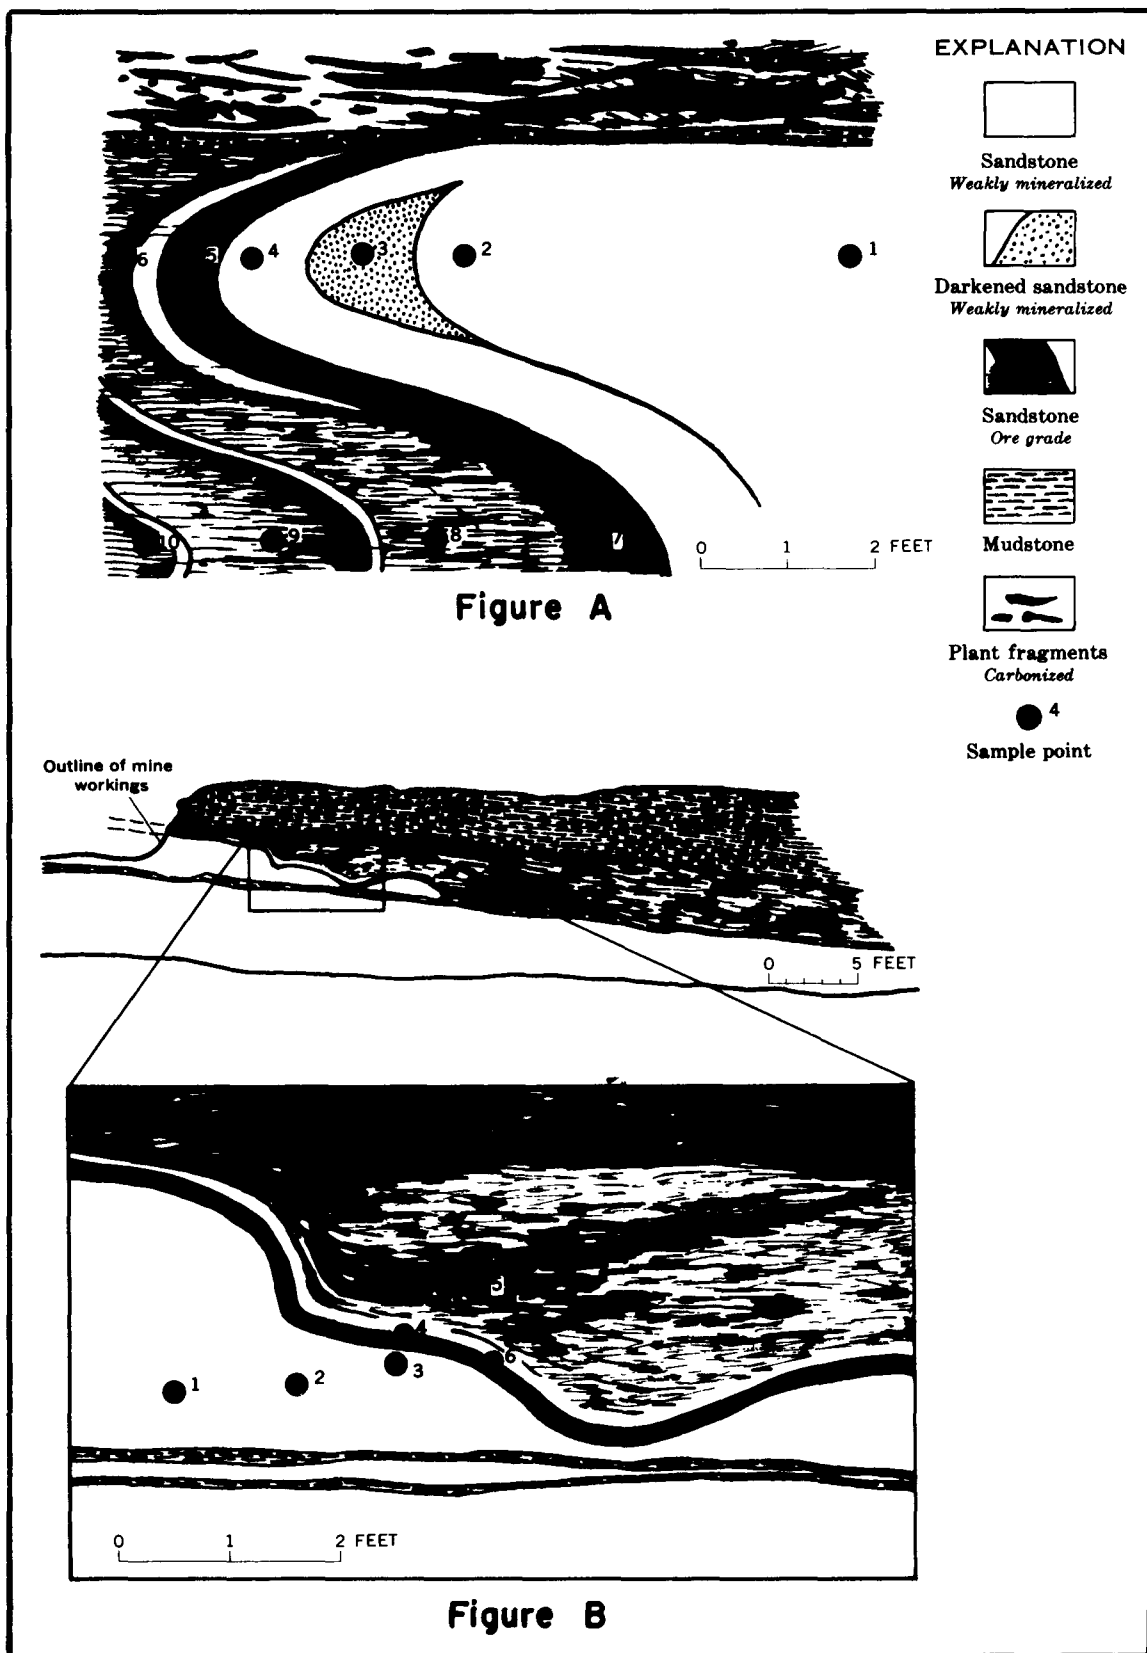 EXPLANATION
Sandstone
Weakly mineralized
Darkened sandstone
Weakly mineralized
Sandstone
Ore grade
Mudstone
Plant fragments
Carbonized
4
Sample point
6
5
4
3
2
1
10
9
8
7
0 1 2 FEET
Figure A
Outline of mine
workings
0 5 FEET
5
4
6
3
2
1
0 1 2 FEET
Figure B